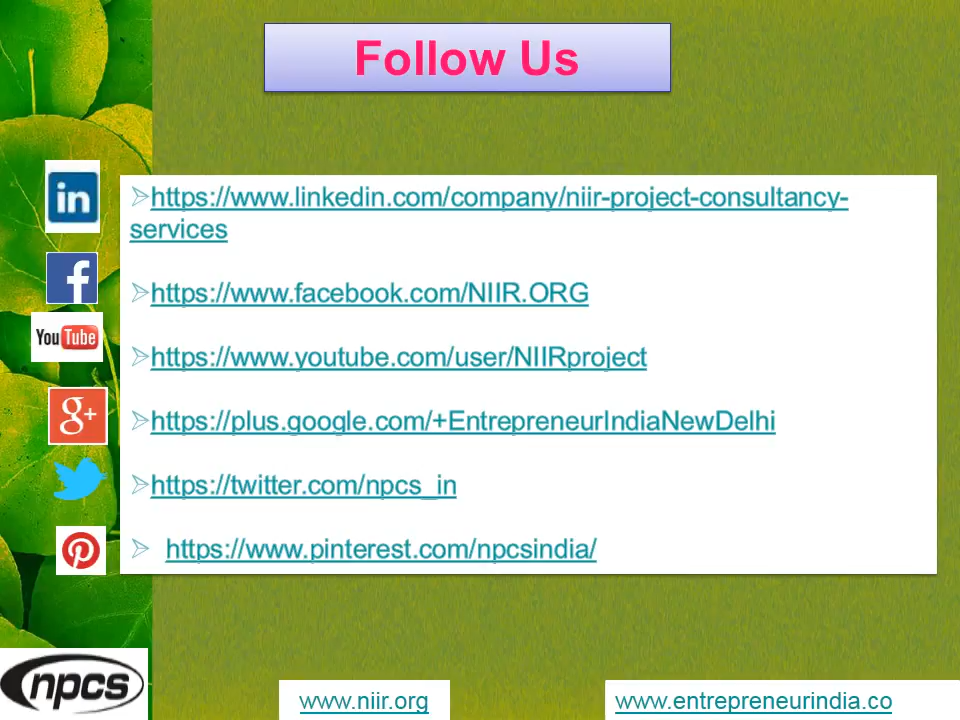 Follow Us
in
➢https://www.linkedin.com/company/niir-project-consultancy-
services
f
➢https://www.facebook.com/NIIR.ORG
YouTube
➢https://www.youtube.com/user/NIIRproject
g+
➢https://plus.google.com/+EntrepreneurIndiaNewDelhi
➢https://twitter.com/npcs_in
➢ https://www.pinterest.com/npcsindia/
npcs
www.niir.org
www.entrepreneurindia.co